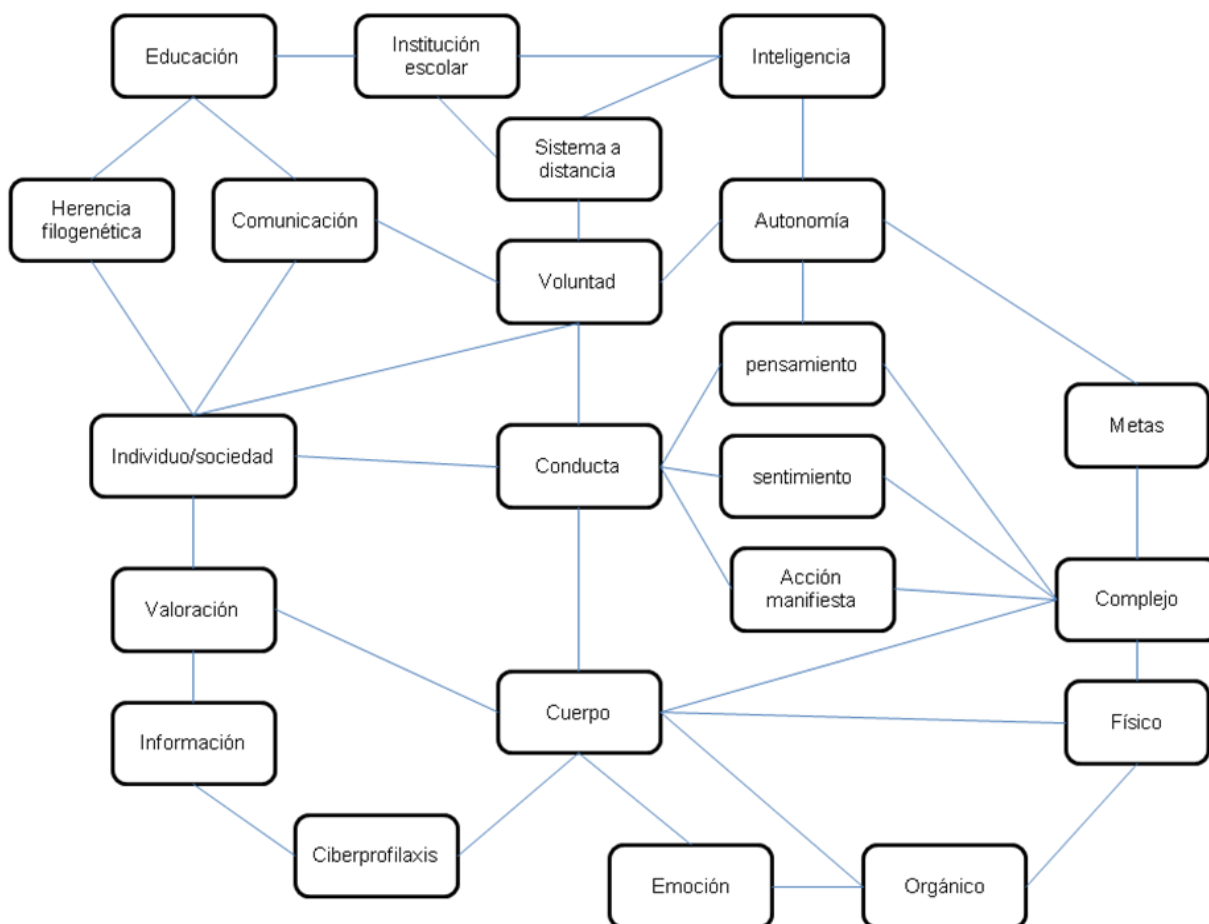 Educación
Institución
escolar
Inteligencia
Sistema a
distancia
Herencia
filogenética
Comunicación
Autonomía
Voluntad
pensamiento
Metas
Individuo/sociedad
Conducta
sentimiento
Acción
manifiesta
Valoración
Complejo
Cuerpo
Físico
Información
Ciberprofilaxis
Emoción
Orgánico